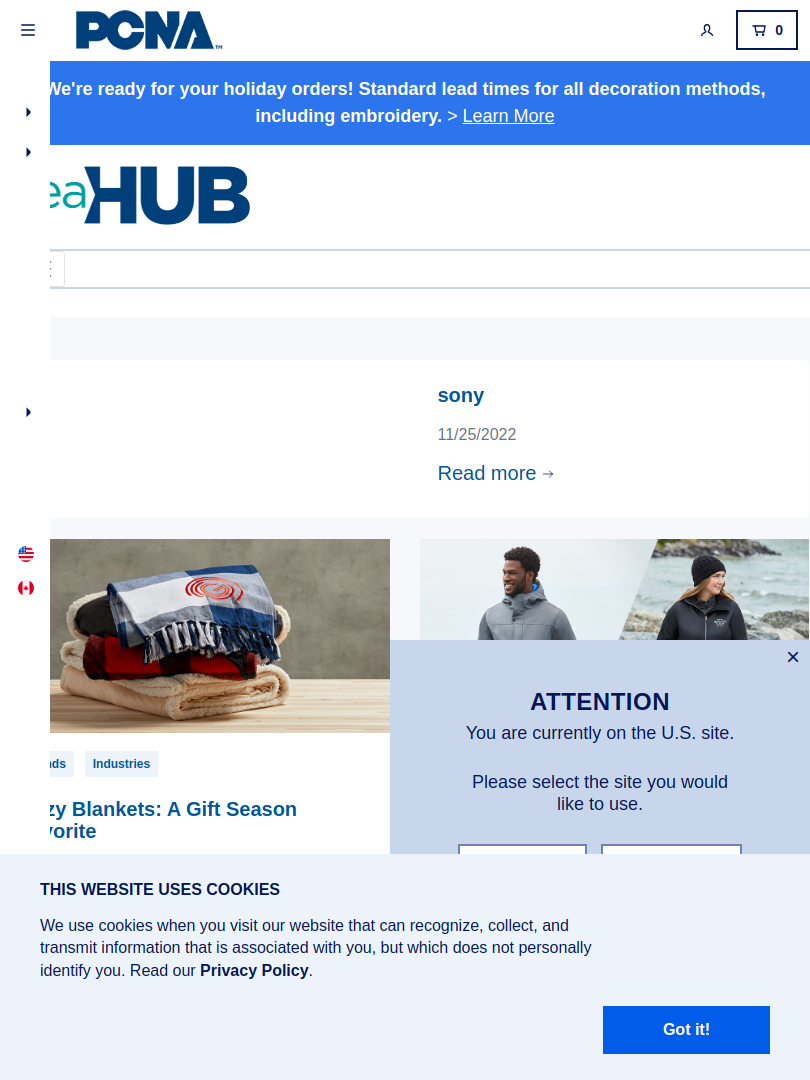 PCNA
0
We're ready for your holiday orders! Standard lead times for all decoration methods,
including embroidery. > Learn More
eaHUB
sony
11/25/2022
Read more
Industries
zy Blankets: A Gift Season
vorite
ATTENTION
You are currently on the U.S. site.
Please select the site you would
like to use.
THIS WEBSITE USES COOKIES
We use cookies when you visit our website that can recognize, collect, and
transmit information that is associated with you, but which does not personally
identify you. Read our Privacy Policy.
Got it!